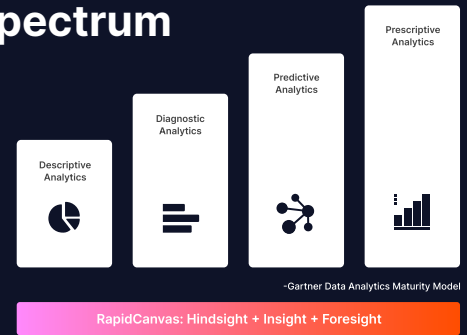 pectrum
Prescriptive
Analytics
Predictive
Analytics
Diagnostic
Analytics
Descriptive
Analytics
-Gartner Data Analytics Maturity Model
RapidCanvas: Hindsight + Insight + Foresight